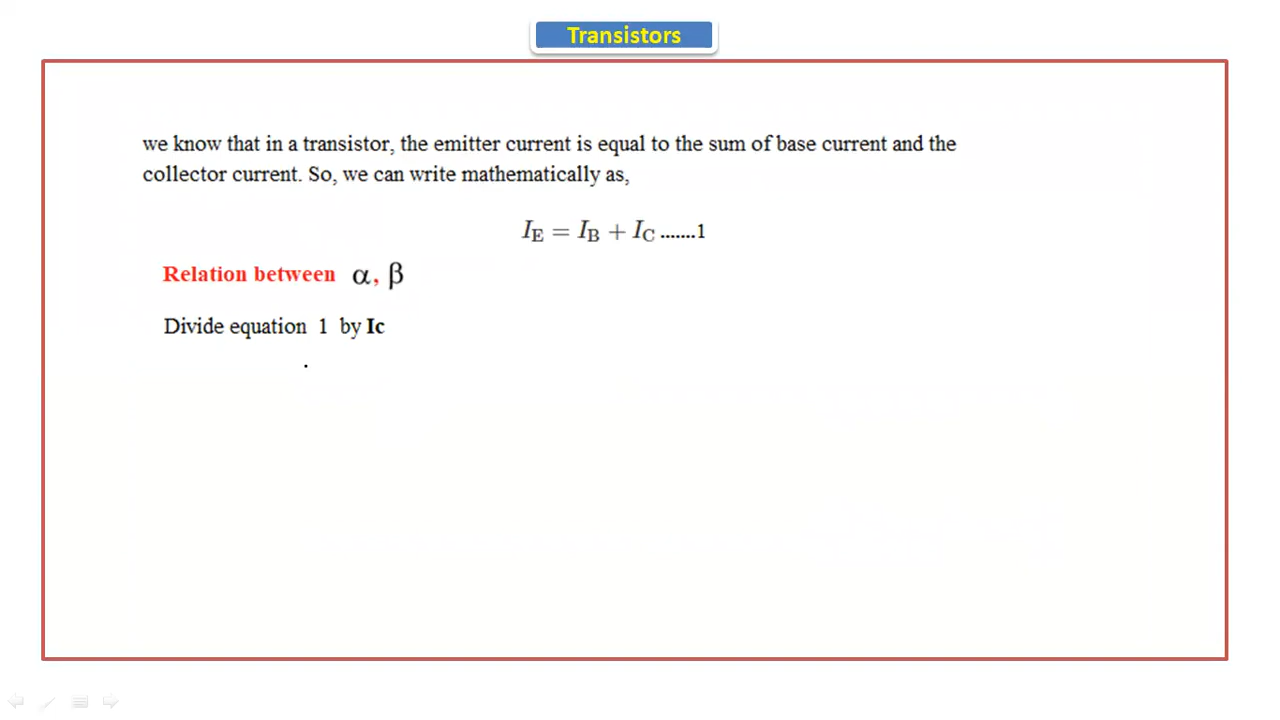 Transistors
we know that in a transistor, the emitter current is equal to the sum of base current and the
collector current. So, we can write mathematically as,
I_E = I_B + I_C .......1
Relation between α, β
Divide equation 1 by Ic